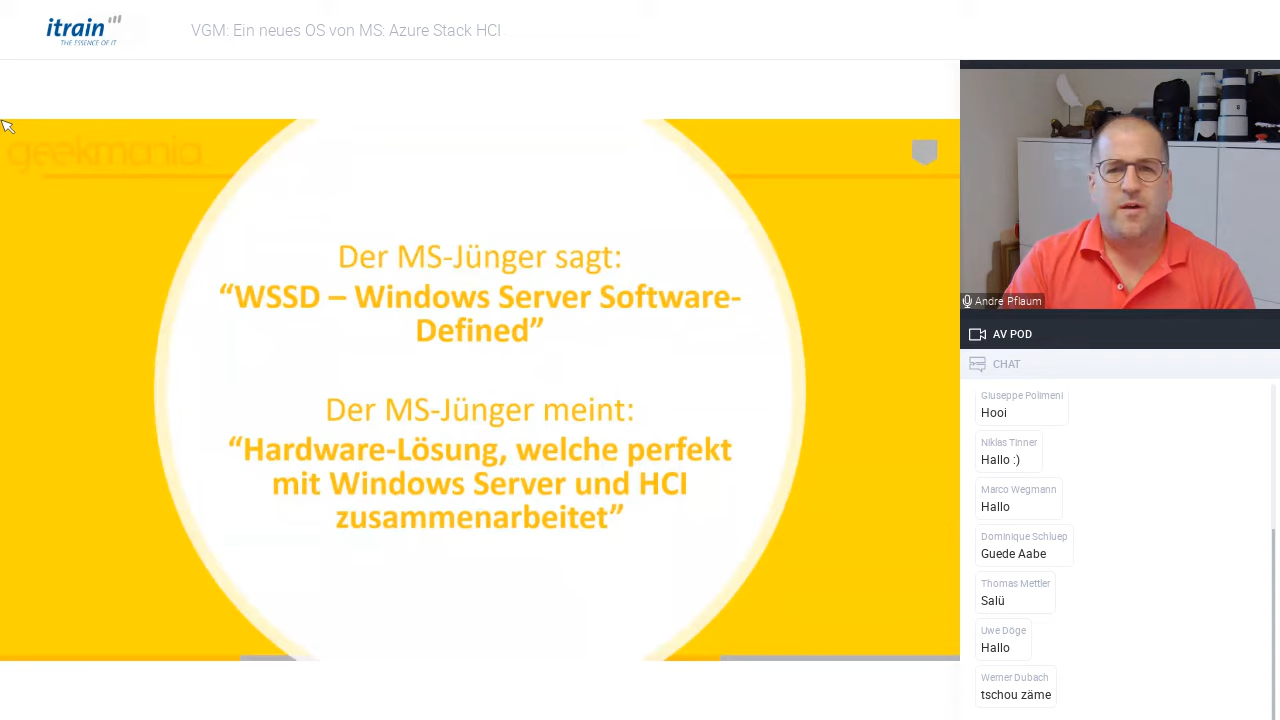 itrain
THE ESSENCE OF IT
VGM: Ein neues OS von MS: Azure Stack HCI
geekmania
Der MS-Jünger sagt:
“WSSD – Windows Server Software-
Defined”
Der MS-Jünger meint:
“Hardware-Lösung, welche perfekt
mit Windows Server und HCI
zusammenarbeitet”
Andre Pflaum
AV POD
CHAT
Giuseppe Polimeni
Hooi
Niklas Tinner
Hallo :)
Marco Wegmann
Hallo
Dominique Schluep
Guede Aabe
Thomas Mettler
Salü
Uwe Döge
Hallo
Werner Dubach
tschou zäme